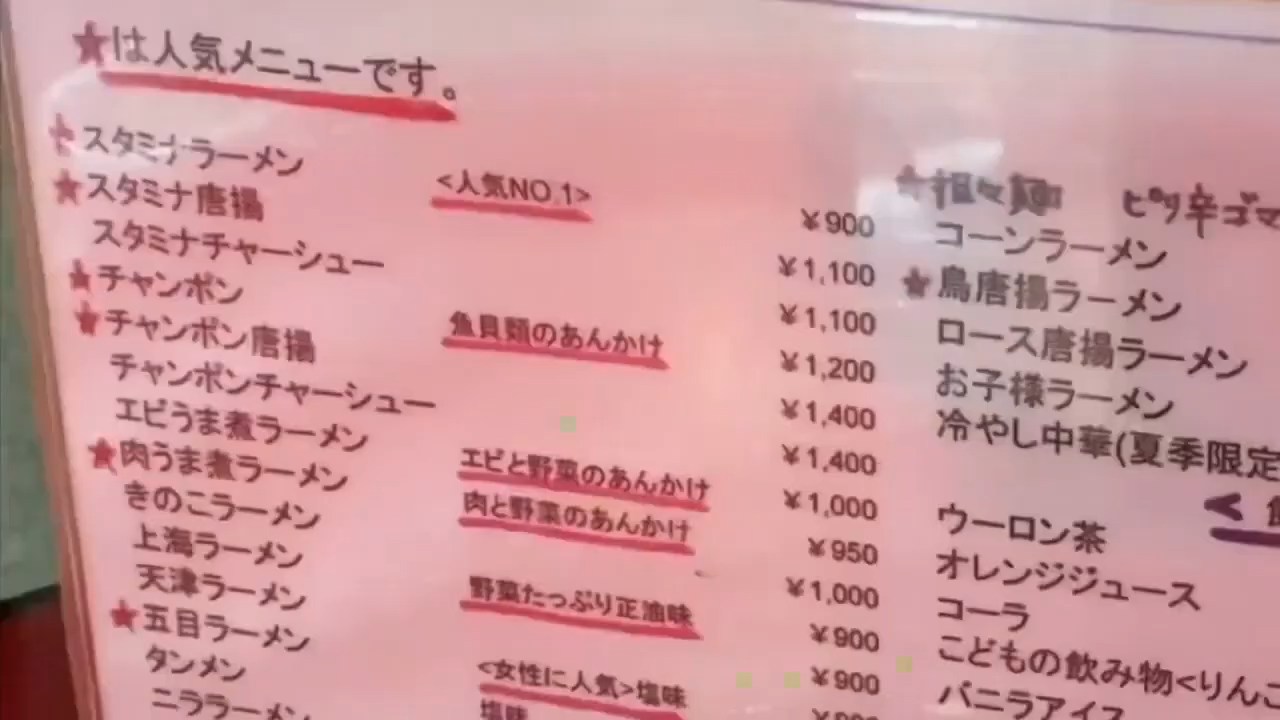 ★は人気メニューです。
★スタミナラーメン <人気NO.1> ¥900
★スタミナ唐揚 ¥1,100
スタミナチャーシュー ¥1,100
★チャンポン 魚貝類のあんかけ ¥1,200
★チャンポン唐揚 ¥1,400
チャンポンチャーシュー ¥1,400
エビうま煮ラーメン エビと野菜のあんかけ ¥1,000
★肉うま煮ラーメン 肉と野菜のあんかけ ¥950
きのこラーメン ¥1,000
上海ラーメン 野菜たっぷり正油味 ¥900
天津ラーメン ¥900
★五目ラーメン
タンメン <女性に人気>塩味
ニララーメン 塩味
★担々麺 ピリ辛ゴマ
コーンラーメン
★鳥唐揚ラーメン
ロース唐揚ラーメン
お子様ラーメン
冷やし中華(夏季限定
<
ウーロン茶
オレンジジュース
コーラ
こどもの飲み物<りんご
バニラアイス